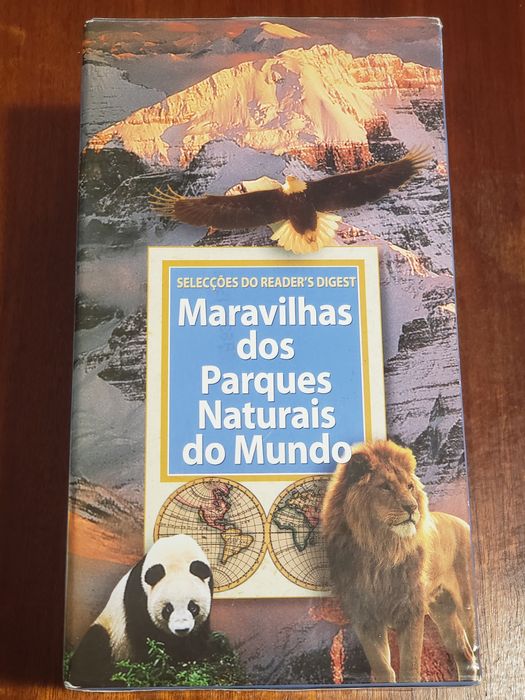 SELECÇÕES DO READER'S DIGEST
Maravilhas
dos
Parques
Naturais
do Mundo